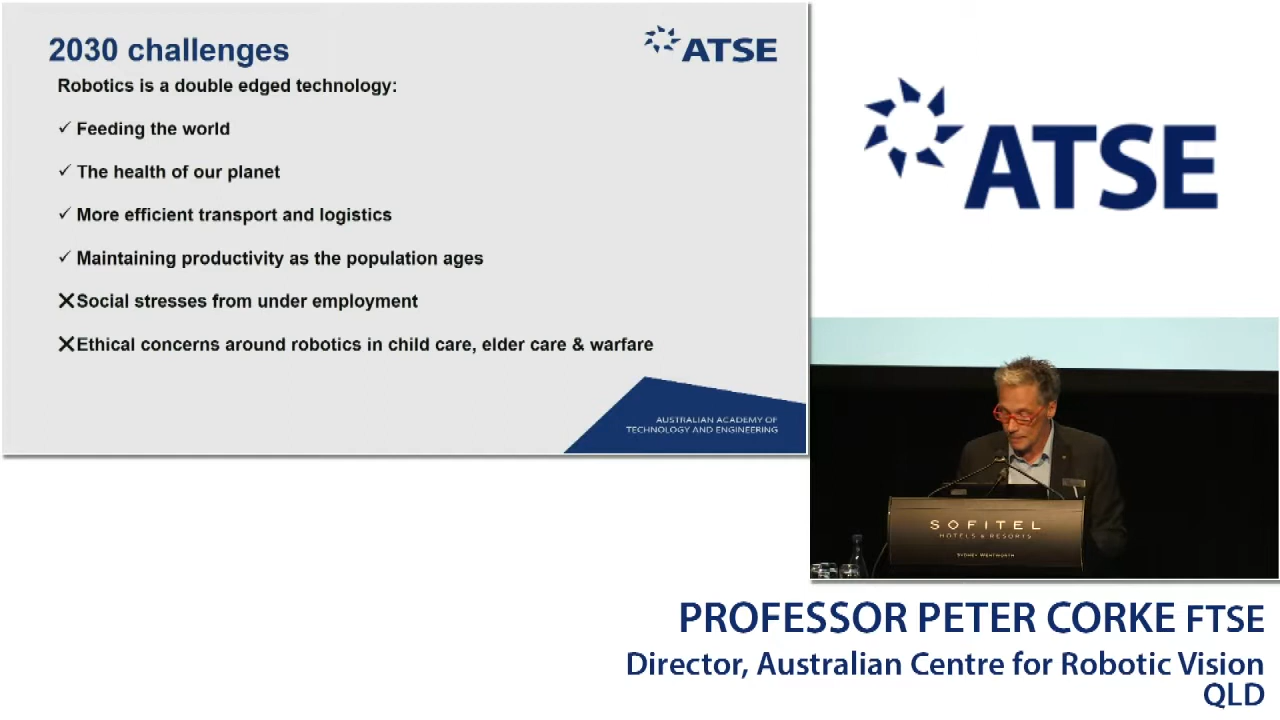 2030 challenges
ATSE
Robotics is a double edged technology:
✓ Feeding the world
✓ The health of our planet
✓ More efficient transport and logistics
✓ Maintaining productivity as the population ages
✕ Social stresses from under employment
✕ Ethical concerns around robotics in child care, elder care & warfare
AUSTRALIAN ACADEMY OF
TECHNOLOGY AND ENGINEERING
ATSE
SOFITEL
HOTELS & RESORTS
SYDNEY WENTWORTH
PROFESSOR PETER CORKE FTSE
Director, Australian Centre for Robotic Vision
QLD